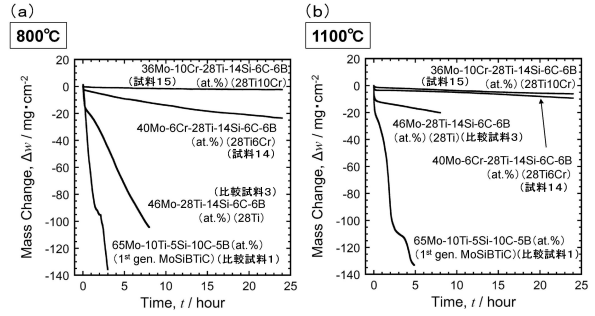 (a)
800℃
20
0
-20
-40
-60
-80
-100
-120
-140
0 5 10 15 20 25
Mass Change, Δw / mg・cm-2
Time, t / hour
36Mo-10Cr-28Ti-14Si-6C-6B
(試料15) (at.%)(28Ti10Cr)
40Mo-6Cr-28Ti-14Si-6C-6B
(at.%)(28Ti6Cr)
(試料14)
(比較試料3)
46Mo-28Ti-14Si-6C-6B
(at.%)(28Ti)
65Mo-10Ti-5Si-10C-5B(at.%)
(1st gen. MoSiBTiC)(比較試料1)
(b)
1100℃
20
0
-20
-40
-60
-80
-100
-120
-140
0 5 10 15 20 25
Mass Change, Δw / mg・cm-2
Time, t / hour
36Mo-10Cr-28Ti-14Si-6C-6B
(試料15) (at.%)(28Ti10Cr)
46Mo-28Ti-14Si-6C-6B
(at.%)(28Ti)(比較試料3)
40Mo-6Cr-28Ti-14Si-6C-6B
(at.%)(28Ti6Cr)
(試料14)
65Mo-10Ti-5Si-10C-5B(at.%)
(1st gen. MoSiBTiC)(比較試料1)